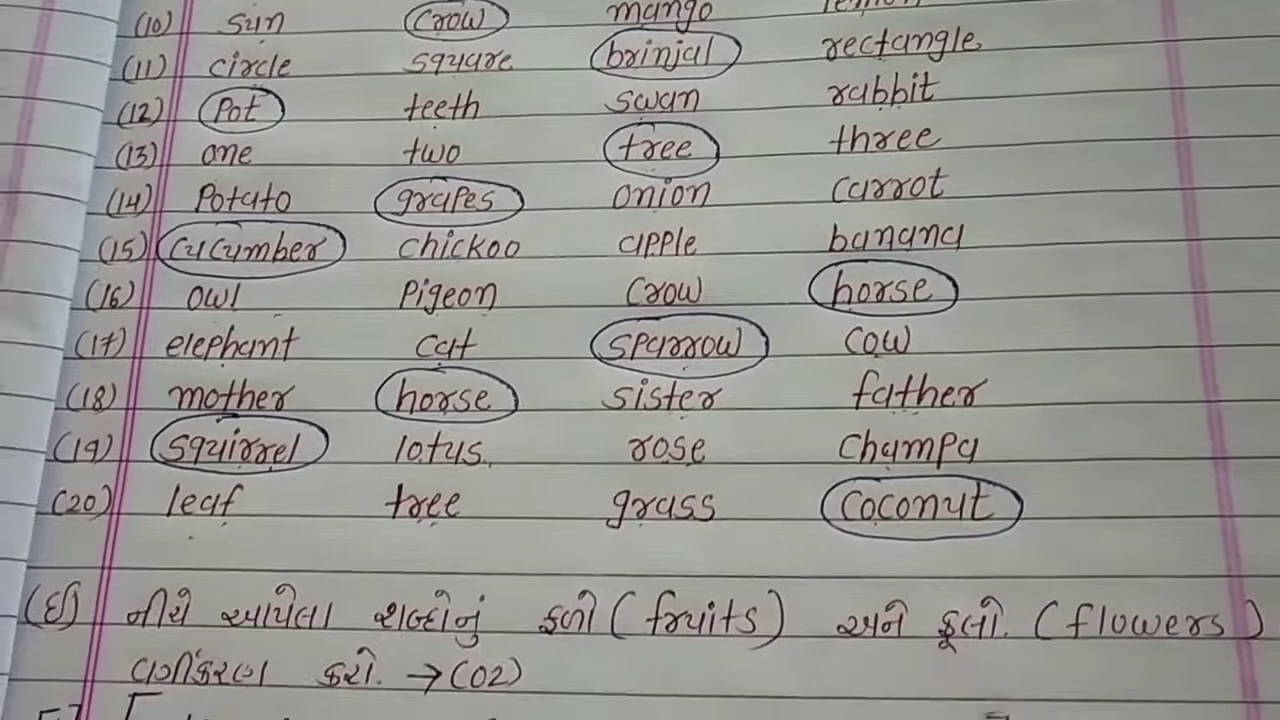 (10) sun crow mango lemon
(11) circle square brinjal rectangle
(12) Pot teeth swan rabbit
(13) one two tree three
(14) Potato grapes onion carrot
(15) cucumber chickoo apple banana
(16) owl Pigeon crow horse
(17) elephant cat sparrow cow
(18) mother horse sister father
(19) squirrel lotus. rose champa
(20) leaf tree grass coconut
(ઈ) નીચે આપેલા શબ્દોનું ફળો (fruits) અને ફૂલો. (flowers)
વર્ગીકરણ કરો. → (02)